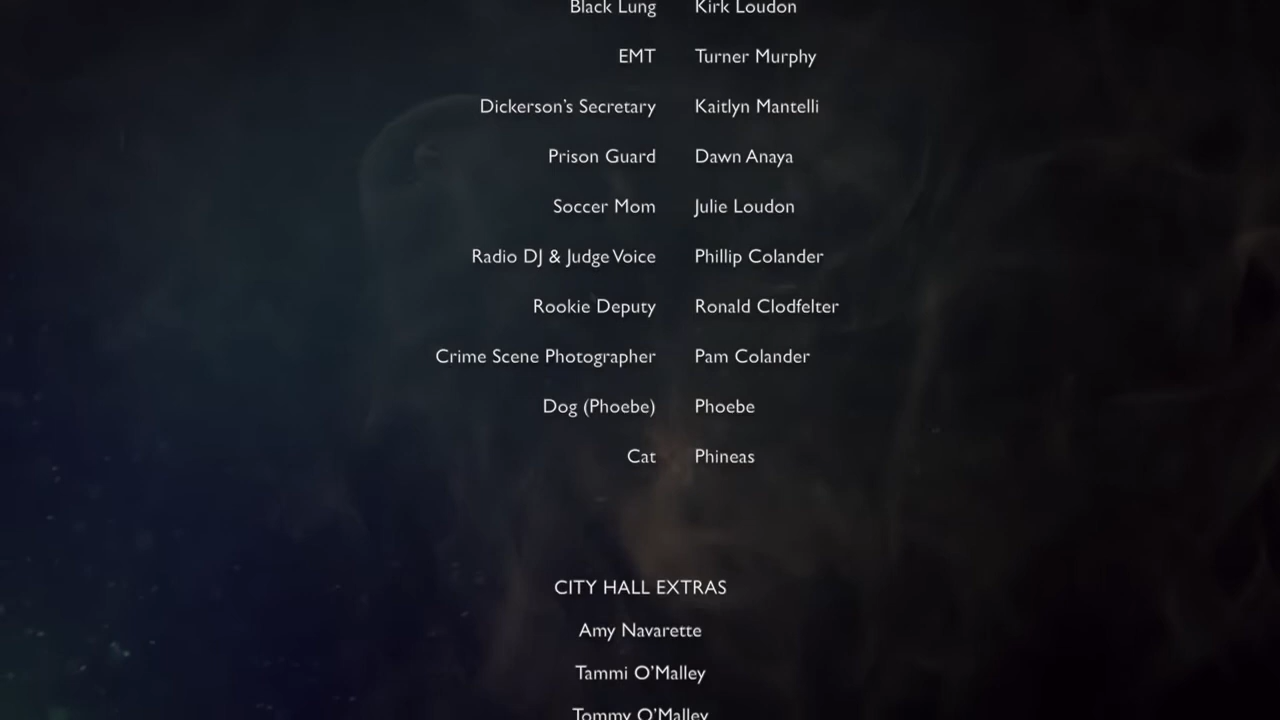 Black Lung Kirk Loudon
EMT Turner Murphy
Dickerson's Secretary Kaitlyn Mantelli
Prison Guard Dawn Anaya
Soccer Mom Julie Loudon
Radio DJ & Judge Voice Phillip Colander
Rookie Deputy Ronald Clodfelter
Crime Scene Photographer Pam Colander
Dog (Phoebe) Phoebe
Cat Phineas
CITY HALL EXTRAS
Amy Navarette
Tammi O'Malley
Tommy O'Malley